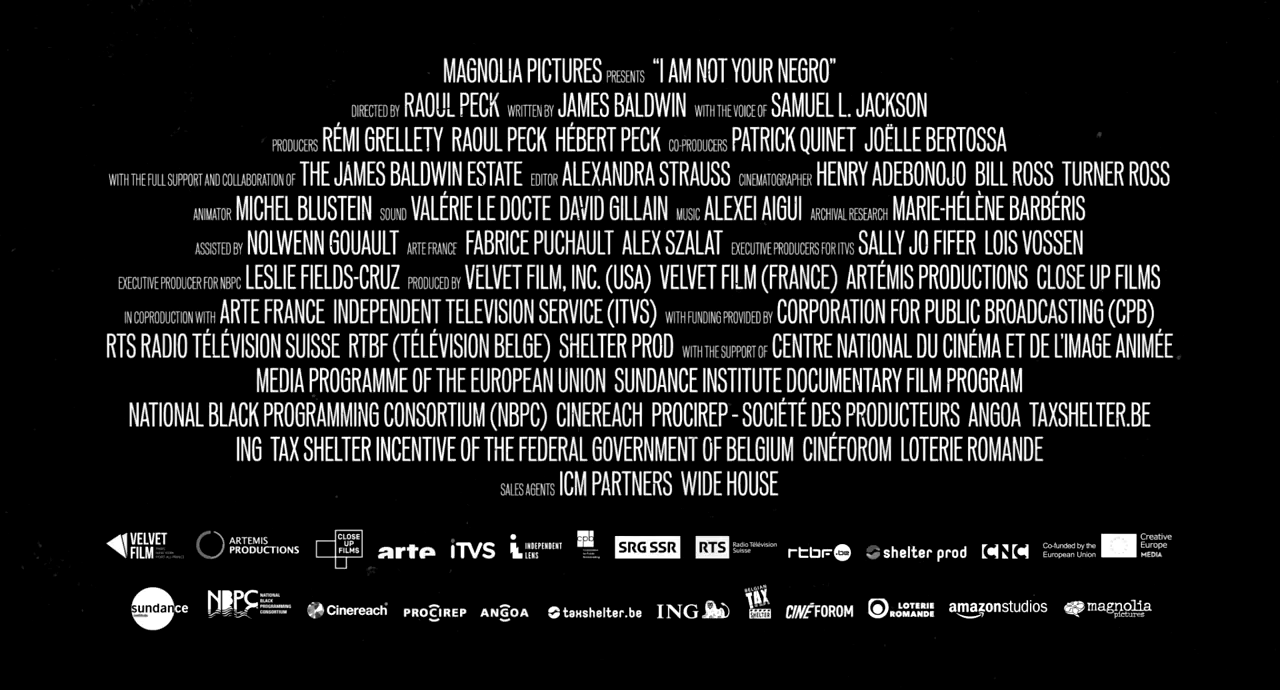 MAGNOLIA PICTURES PRESENTS "I AM NOT YOUR NEGRO"
DIRECTED BY RAOUL PECK WRITTEN BY JAMES BALDWIN WITH THE VOICE OF SAMUEL L. JACKSON
PRODUCERS RÉMI GRELLETY RAOUL PECK HÉBERT PECK CO-PRODUCERS PATRICK QUINET JOËLLE BERTOSSA
WITH THE FULL SUPPORT AND COLLABORATION OF THE JAMES BALDWIN ESTATE EDITOR ALEXANDRA STRAUSS CINEMATOGRAPHER HENRY ADEBONOJO BILL ROSS TURNER ROSS
ANIMATOR MICHEL BLUSTEIN SOUND VALÉRIE LE DOCTE DAVID GILLAIN MUSIC ALEXEI AIGUI ARCHIVAL RESEARCH MARIE-HÉLÈNE BARBÉRIS
ASSISTED BY NOLWENN GOUAULT ARTE FRANCE FABRICE PUCHAULT ALEX SZALAT EXECUTIVE PRODUCERS FOR ITVS SALLY JO FIFER LOIS VOSSEN
EXECUTIVE PRODUCER FOR NBPC LESLIE FIELDS-CRUZ PRODUCED BY VELVET FILM, INC. (USA) VELVET FILM (FRANCE) ARTÉMIS PRODUCTIONS CLOSE UP FILMS
IN COPRODUCTION WITH ARTE FRANCE INDEPENDENT TELEVISION SERVICE (ITVS) WITH FUNDING PROVIDED BY CORPORATION FOR PUBLIC BROADCASTING (CPB)
RTS RADIO TÉLÉVISION SUISSE RTBF (TÉLÉVISION BELGE) SHELTER PROD WITH THE SUPPORT OF CENTRE NATIONAL DU CINÉMA ET DE L'IMAGE ANIMÉE
MEDIA PROGRAMME OF THE EUROPEAN UNION SUNDANCE INSTITUTE DOCUMENTARY FILM PROGRAM
NATIONAL BLACK PROGRAMMING CONSORTIUM (NBPC) CINEREACH PROCIREP - SOCIÉTÉ DES PRODUCTEURS ANGOA TAXSHELTER.BE
ING TAX SHELTER INCENTIVE OF THE FEDERAL GOVERNMENT OF BELGIUM CINÉFOROM LOTERIE ROMANDE
SALES AGENTS ICM PARTNERS WIDE HOUSE
VELVET FILM ARTEMIS PRODUCTIONS CLOSE UP FILMS arte iTVS iL INDEPENDENT LENS cpb SRG SSR RTS Radio Télévision Suisse rtbf.be shelter prod CNC Co-funded by the European Union Creative Europe MEDIA
sundance institute NBPC NATIONAL BLACK PROGRAMMING CONSORTIUM Cinereach PROCIREP ANGOA taxshelter.be ING BELGIAN TAX SHELTER CINÉFOROM LOTERIE ROMANDE amazonstudios magnolia pictures